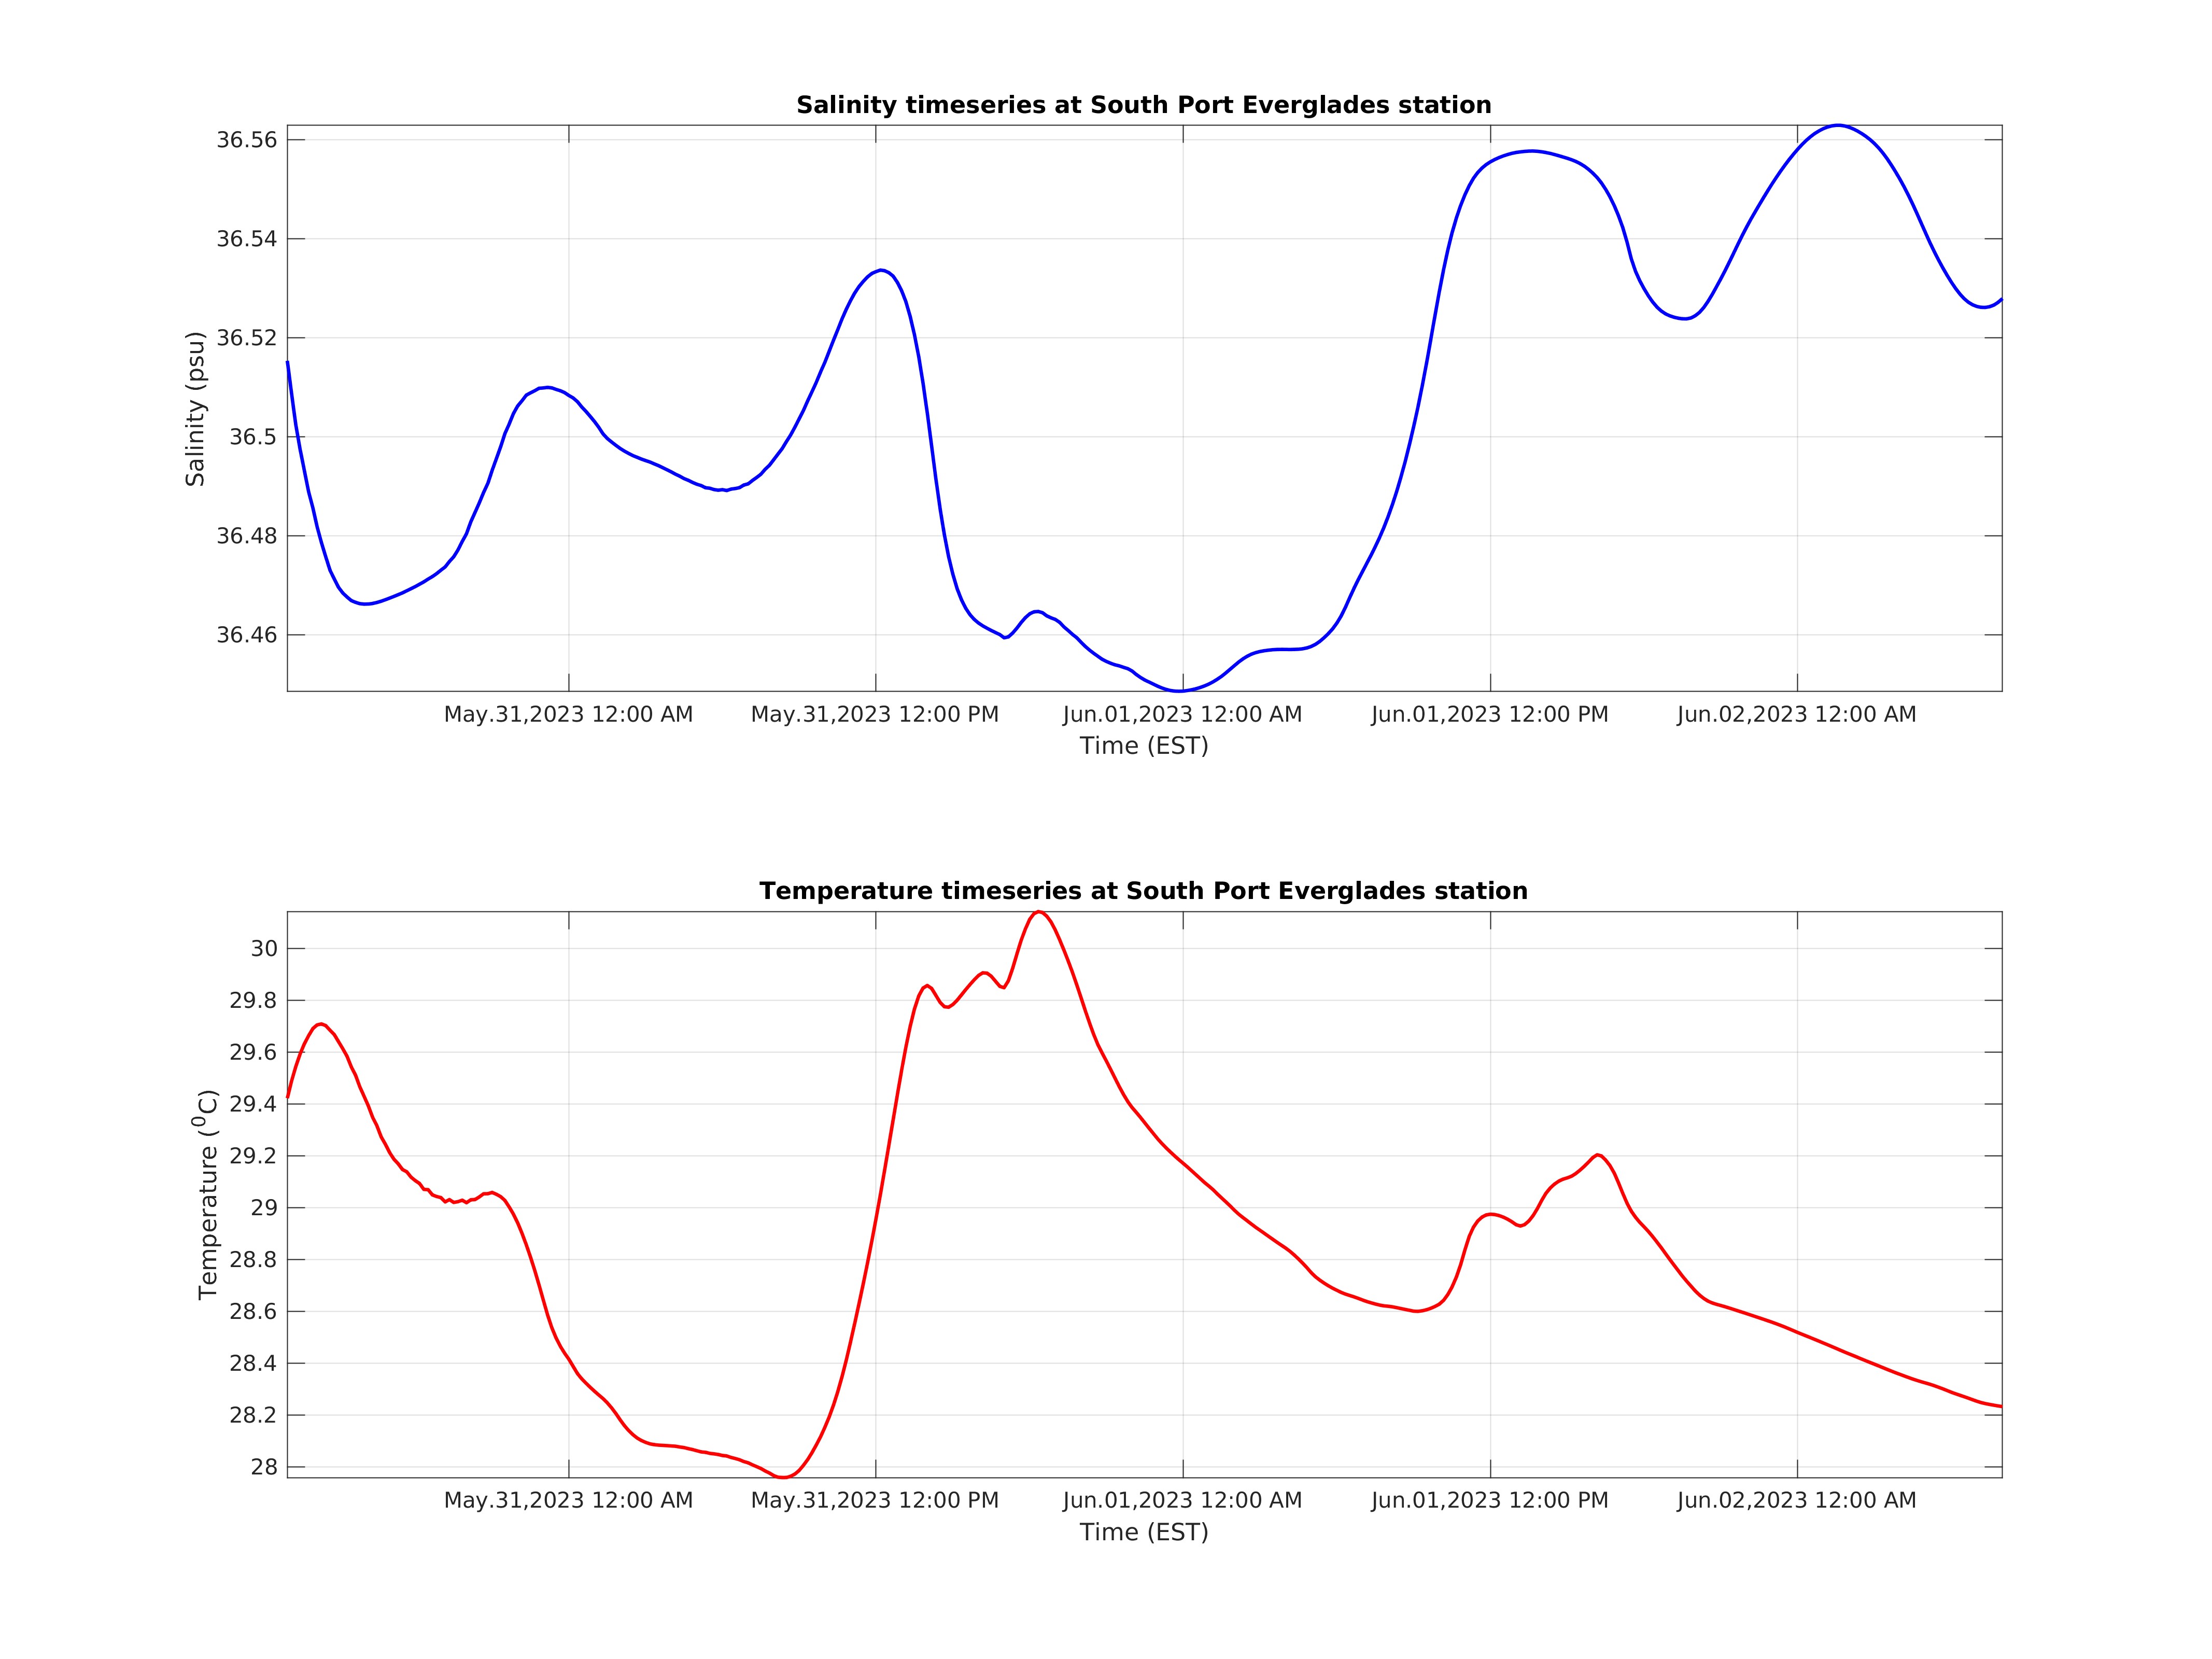 Salinity timeseries at South Port Everglades station
36.56
36.54
36.52
36.5
36.48
36.46
Salinity (psu)
May.31,2023 12:00 AM May.31,2023 12:00 PM Jun.01,2023 12:00 AM Jun.01,2023 12:00 PM Jun.02,2023 12:00 AM
Time (EST)
Temperature timeseries at South Port Everglades station
30
29.8
29.6
29.4
29.2
29
28.8
28.6
28.4
28.2
28
Temperature (⁰C)
May.31,2023 12:00 AM May.31,2023 12:00 PM Jun.01,2023 12:00 AM Jun.01,2023 12:00 PM Jun.02,2023 12:00 AM
Time (EST)